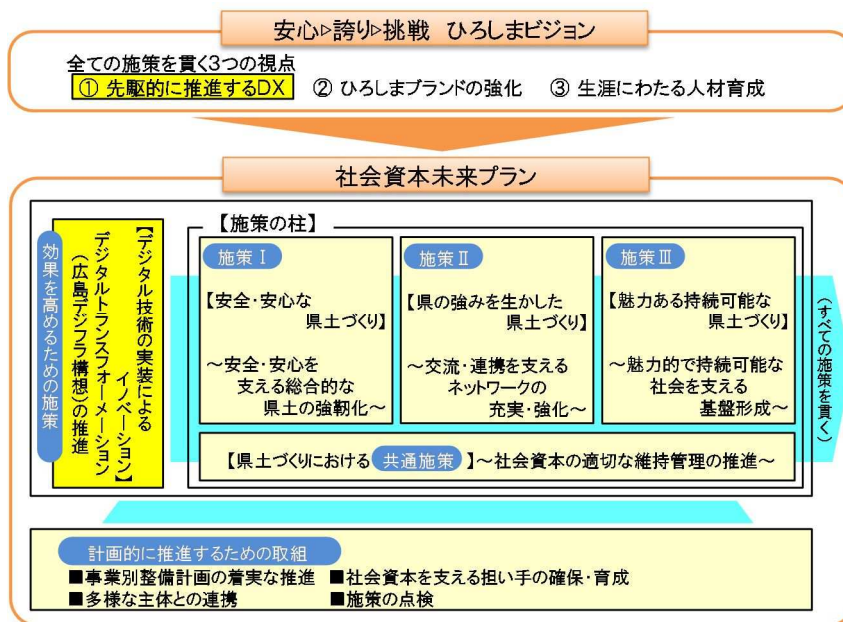 安心▷誇り▷挑戦 ひろしまビジョン
全ての施策を貫く3つの視点
① 先駆的に推進するDX ② ひろしまブランドの強化 ③ 生涯にわたる人材育成
社会資本未来プラン
効果を高めるための施策
【デジタル技術の実装による
イノベーション】
デジタルトランスフォーメーション
(広島デジフラ構想)の推進
【施策の柱】
施策Ⅰ
【安全・安心な
県土づくり】
~安全・安心を
支える総合的な
県土の強靭化~
施策Ⅱ
【県の強みを生かした
県土づくり】
~交流・連携を支える
ネットワークの
充実・強化~
施策Ⅲ
【魅力ある持続可能な
県土づくり】
~魅力的で持続可能な
社会を支える
基盤形成~
(すべての施策を貫く)
【県土づくりにおける 共通施策 】~社会資本の適切な維持管理の推進~
計画的に推進するための取組
■事業別整備計画の着実な推進 ■社会資本を支える担い手の確保・育成
■多様な主体との連携 ■施策の点検